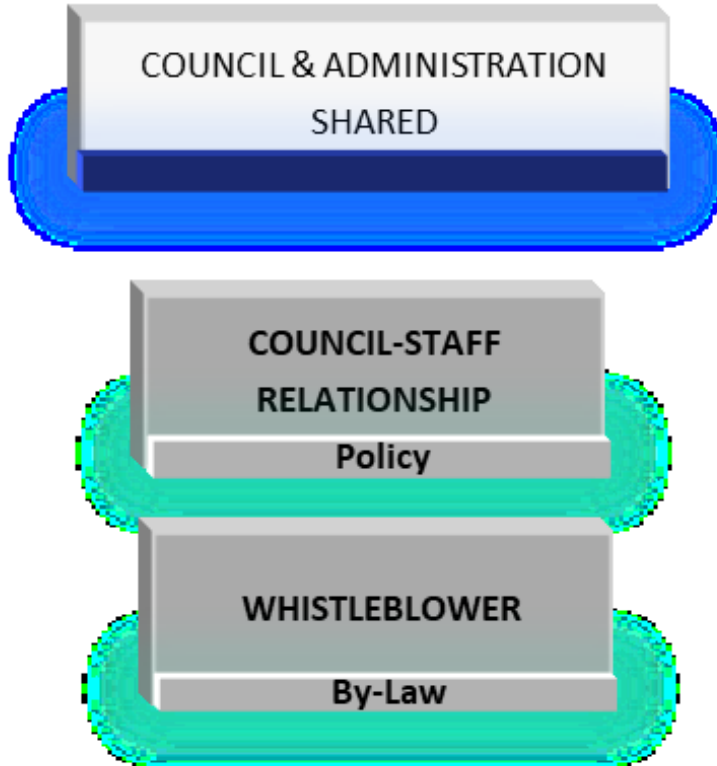 COUNCIL & ADMINISTRATION
SHARED
COUNCIL-STAFF
RELATIONSHIP
Policy
WHISTLEBLOWER
By-Law